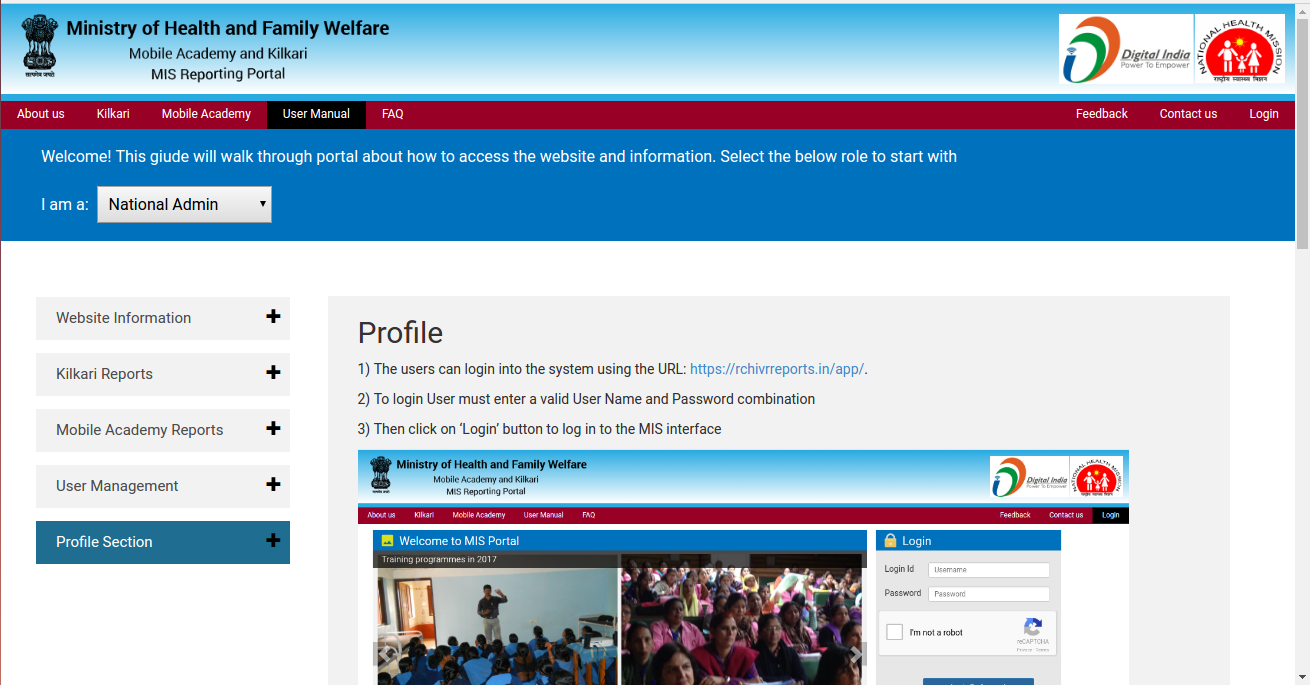 Ministry of Health and Family Welfare
Mobile Academy and Kilkari
MIS Reporting Portal
सत्यमेव जयते
Digital India
Power To Empower
NATIONAL HEALTH MISSION
राष्ट्रीय स्वास्थ्य मिशन
About us Kilkari Mobile Academy User Manual FAQ Feedback Contact us Login
Welcome! This giude will walk through portal about how to access the website and information. Select the below role to start with
I am a: National Admin
Website Information
Kilkari Reports
Mobile Academy Reports
User Management
Profile Section
Profile
1) The users can login into the system using the URL: https://rchivrreports.in/app/.
2) To login User must enter a valid User Name and Password combination
3) Then click on ‘Login’ button to log in to the MIS interface
Ministry of Health and Family Welfare
Mobile Academy and Kilkari
MIS Reporting Portal
Digital India
Power To Empower
NATIONAL HEALTH MISSION
About us Kilkari Mobile Academy User Manual FAQ Feedback Contact us Login
Welcome to MIS Portal
Training programmes in 2017
Login
Login Id Username
Password Password
I'm not a robot
reCAPTCHA
Privacy - Terms